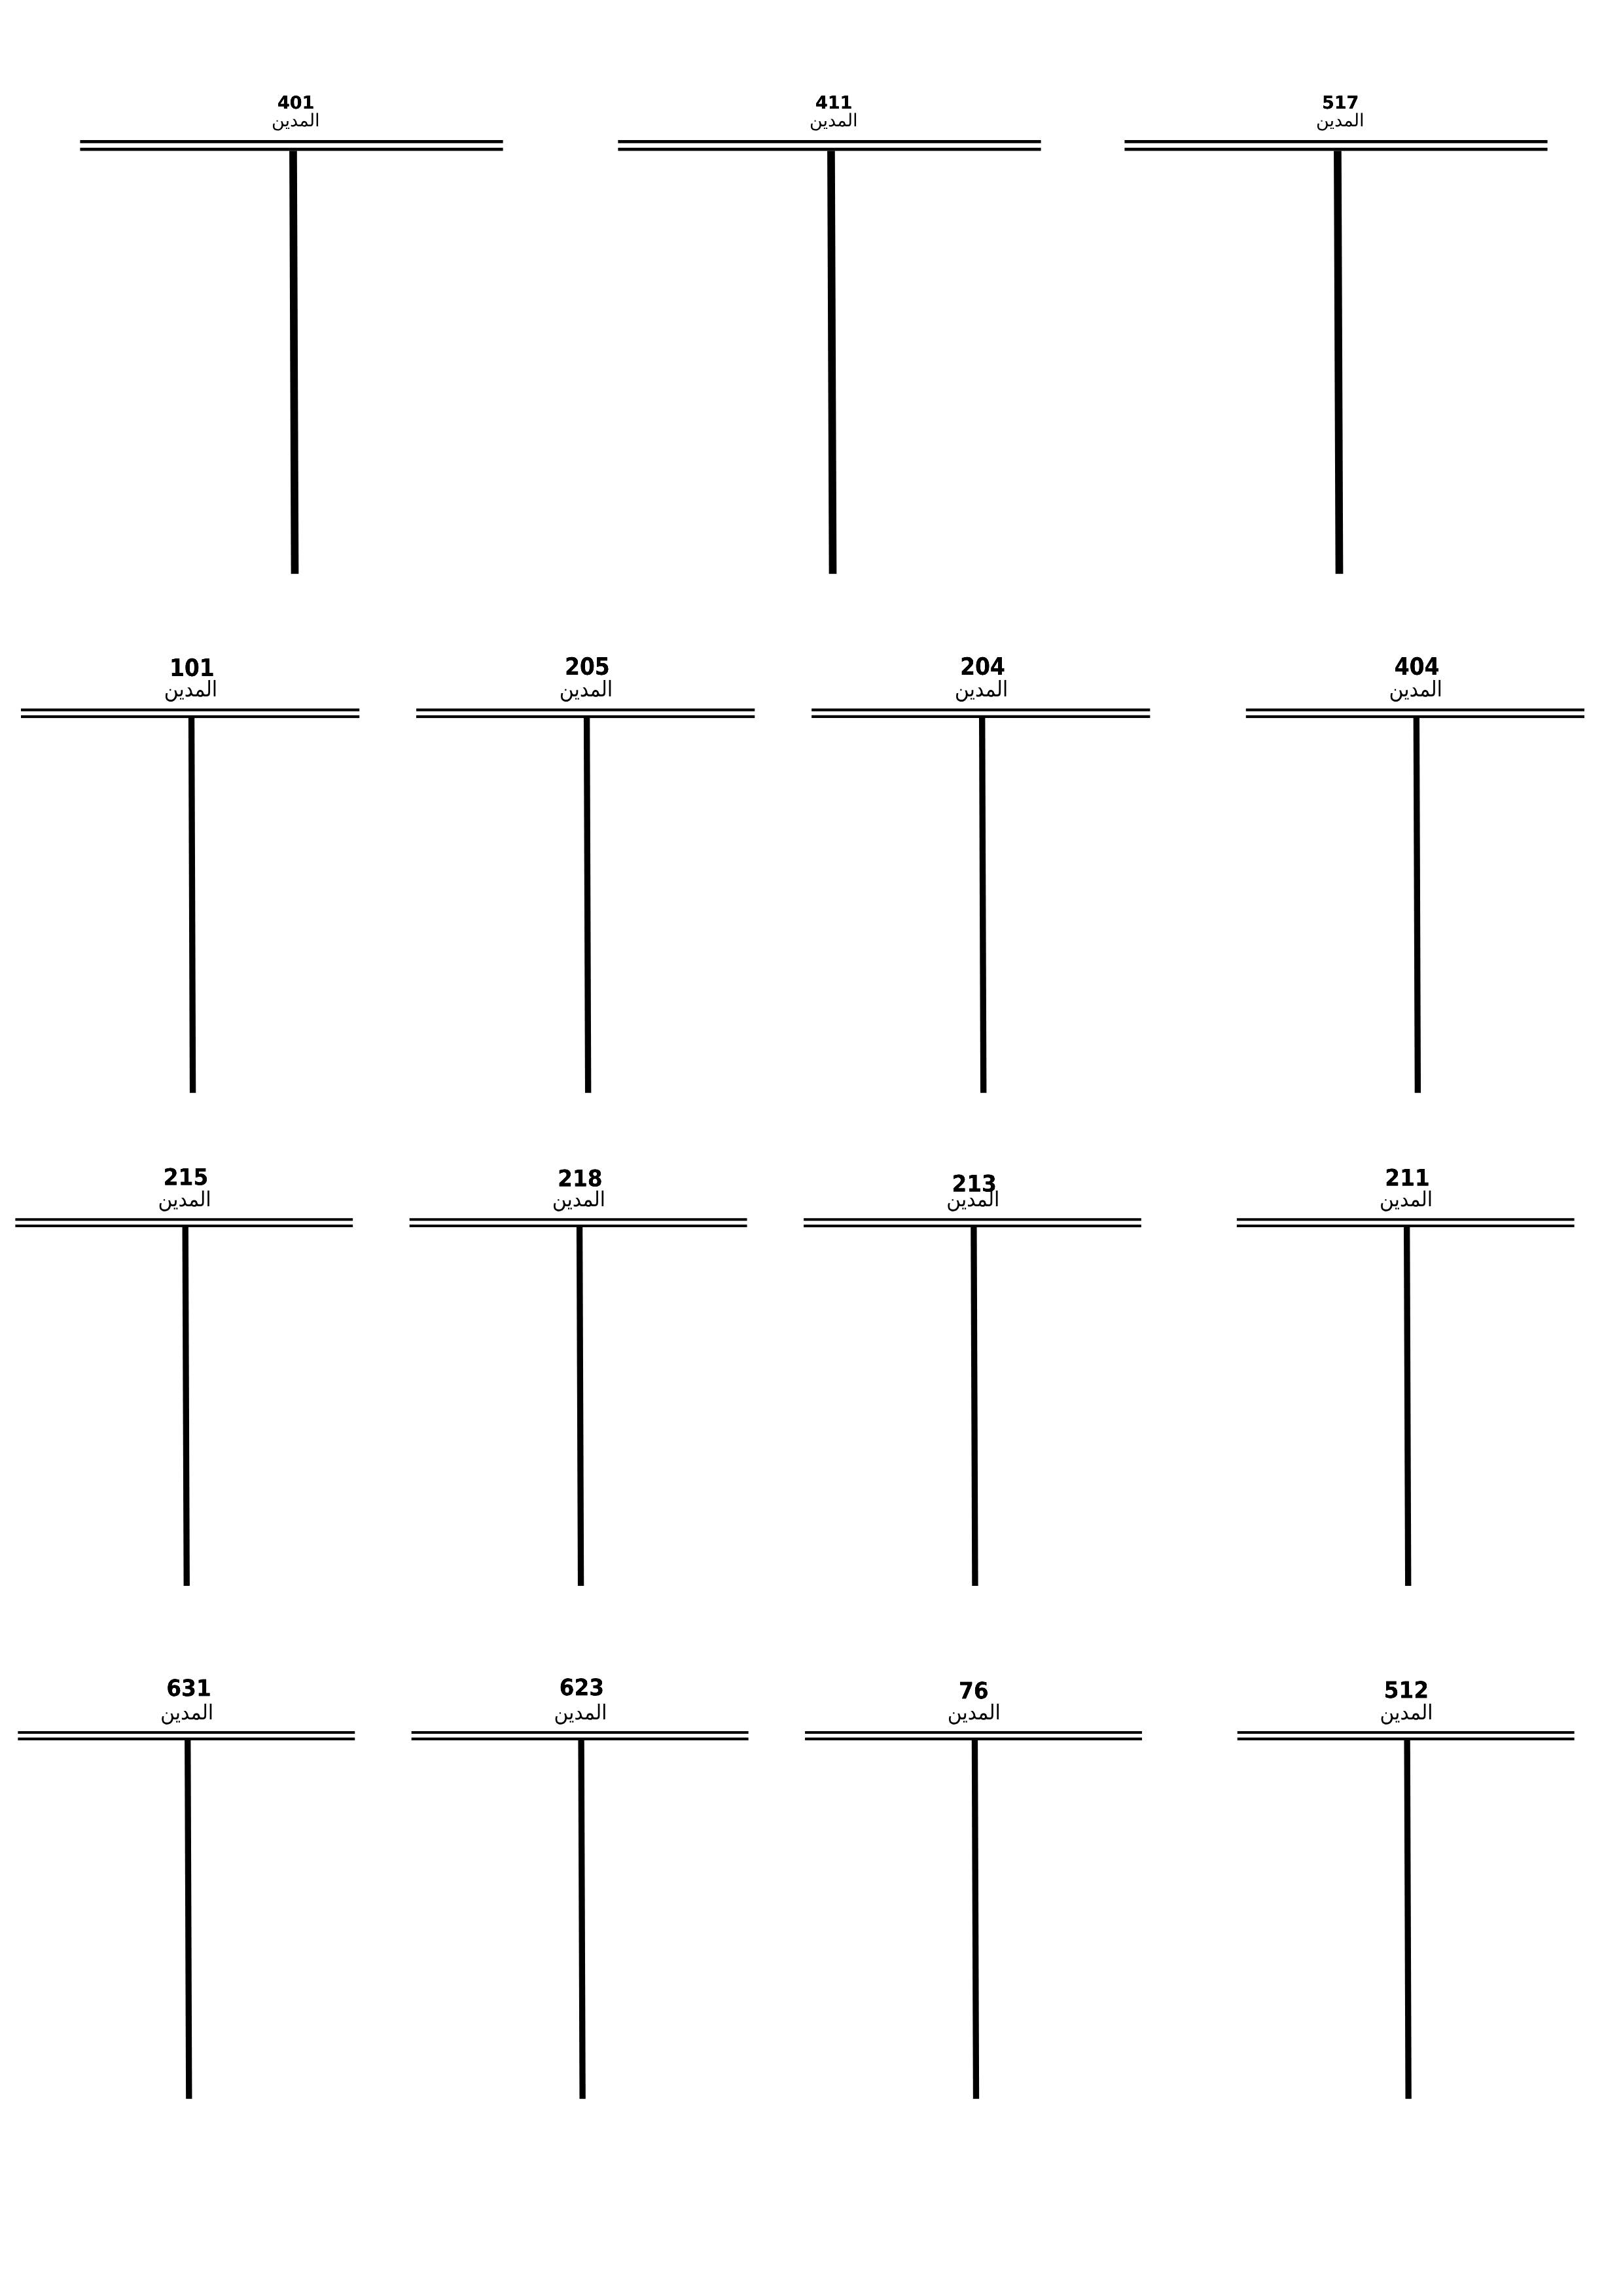 401
المدين
411
المدين
517
المدين
101
المدين
205
المدين
204
المدين
404
المدين
215
المدين
218
المدين
213
المدين
211
المدين
631
المدين
623
المدين
76
المدين
512
المدين